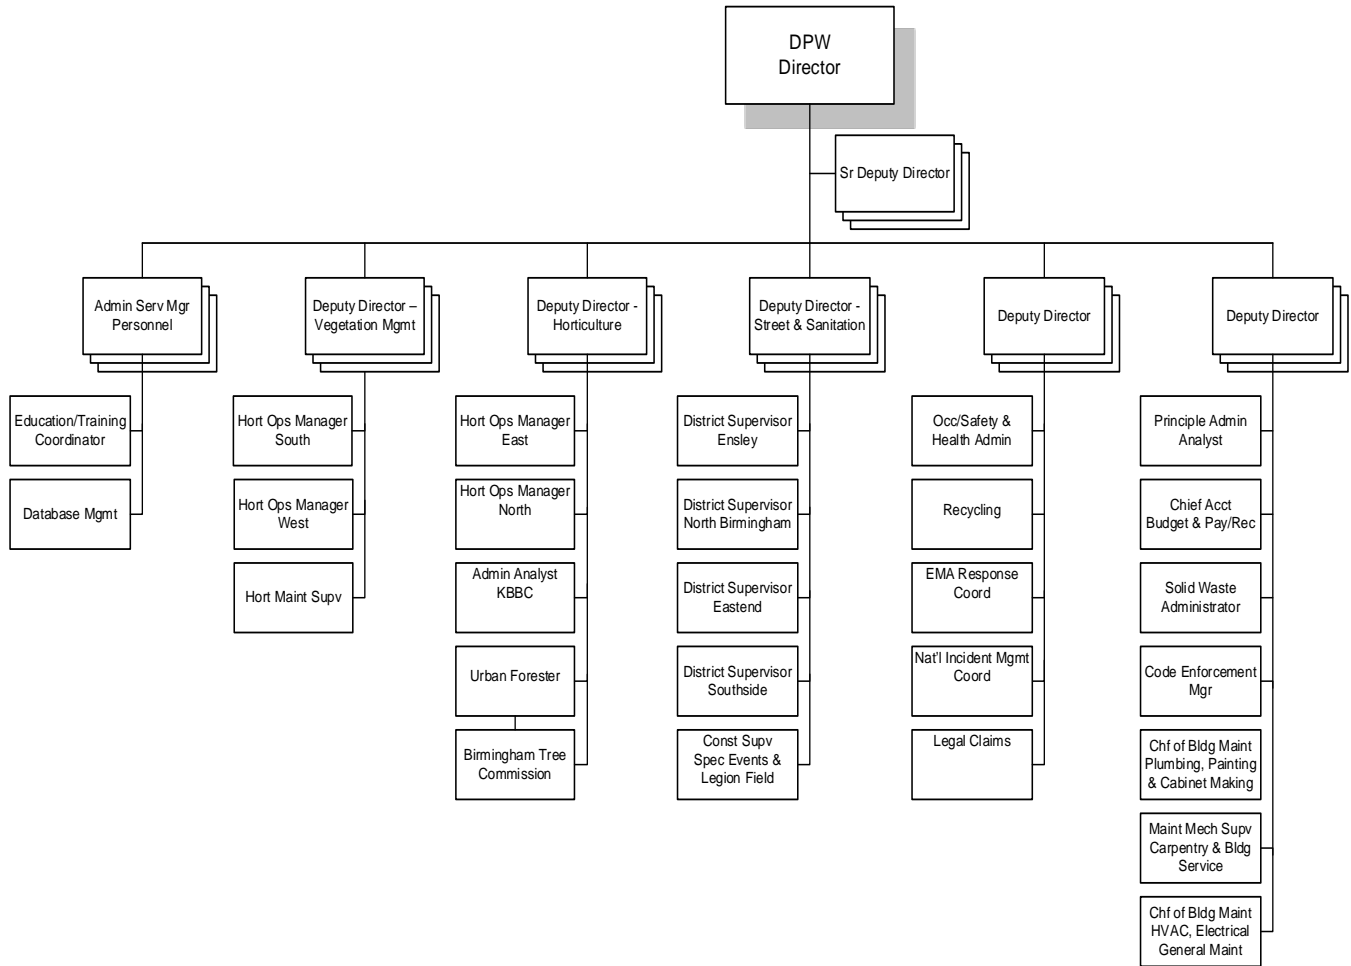 DPW
Director
Sr Deputy Director
Admin Serv Mgr
Personnel
Deputy Director –
Vegetation Mgmt
Deputy Director -
Horticulture
Deputy Director -
Street & Sanitation
Deputy Director
Deputy Director
Education/Training
Coordinator
Database Mgmt
Hort Ops Manager
South
Hort Ops Manager
West
Hort Maint Supv
Hort Ops Manager
East
Hort Ops Manager
North
Admin Analyst
KBBC
Urban Forester
Birmingham Tree
Commission
District Supervisor
Ensley
District Supervisor
North Birmingham
District Supervisor
Eastend
District Supervisor
Southside
Const Supv
Spec Events &
Legion Field
Occ/Safety &
Health Admin
Recycling
EMA Response
Coord
Nat'l Incident Mgmt
Coord
Legal Claims
Principle Admin
Analyst
Chief Acct
Budget & Pay/Rec
Solid Waste
Administrator
Code Enforcement
Mgr
Chf of Bldg Maint
Plumbing, Painting
& Cabinet Making
Maint Mech Supv
Carpentry & Bldg
Service
Chf of Bldg Maint
HVAC, Electrical
General Maint